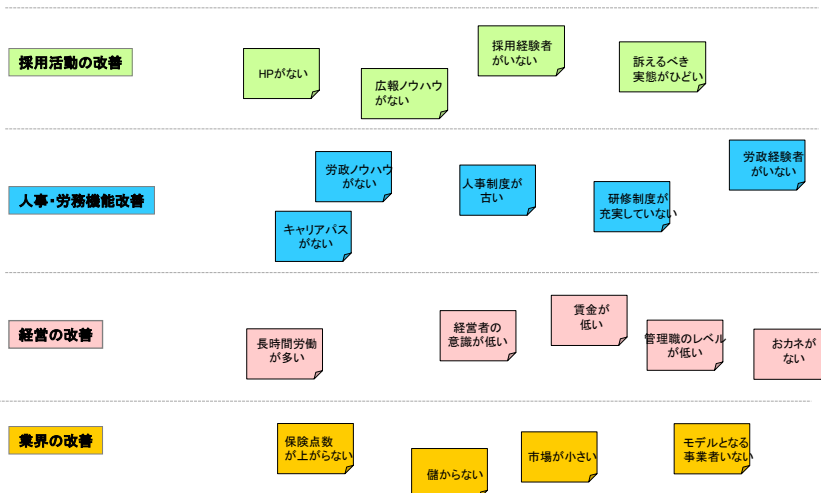 採用活動の改善
HPがない
広報ノウハウ
がない
採用経験者
がいない
訴えるべき
実態がひどい
人事・労務機能改善
労政ノウハウ
がない
キャリアパス
がない
人事制度が
古い
研修制度が
充実していない
労政経験者
がいない
経営の改善
長時間労働
が多い
経営者の
意識が低い
賃金が
低い
管理職のレベル
が低い
おカネが
ない
業界の改善
保険点数
が上がらない
儲からない
市場が小さい
モデルとなる
事業者いない